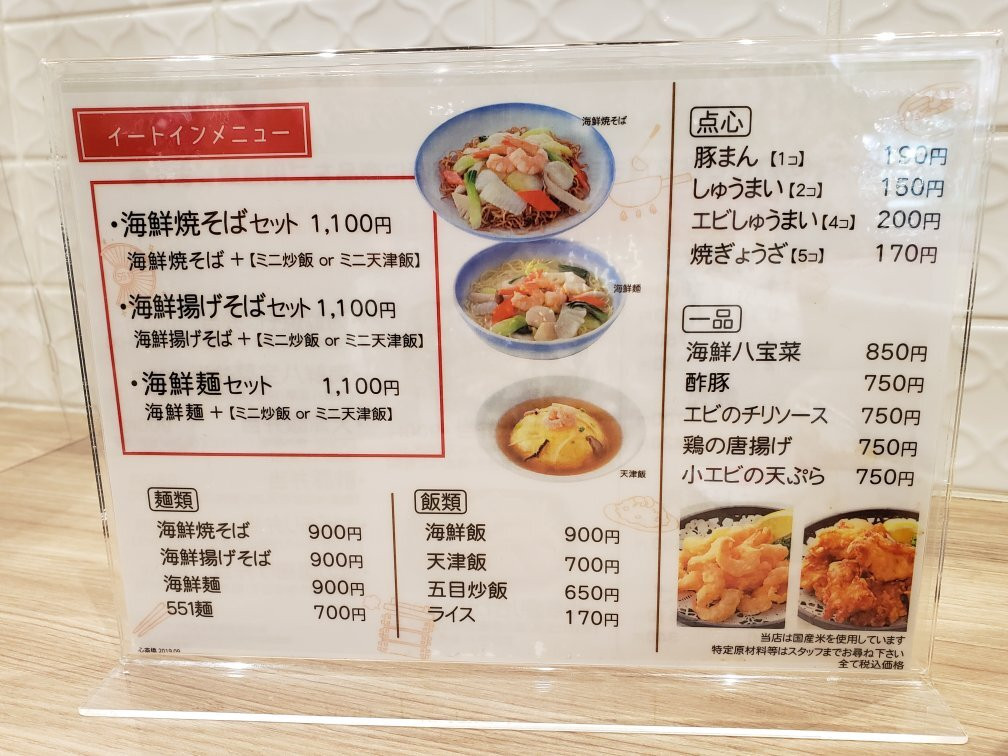 イートインメニュー
・海鮮焼そばセット 1,100円
海鮮焼そば＋【ミニ炒飯 or ミニ天津飯】
・海鮮揚げそばセット 1,100円
海鮮揚げそば＋【ミニ炒飯 or ミニ天津飯】
・海鮮麺セット 1,100円
海鮮麺＋【ミニ炒飯 or ミニ天津飯】
海鮮焼そば
海鮮麺
天津飯
麺類
海鮮焼そば 900円
海鮮揚げそば 900円
海鮮麺 900円
551麺 700円
飯類
海鮮飯 900円
天津飯 700円
五目炒飯 650円
ライス 170円
点心
豚まん【1コ】 190円
しゅうまい【2コ】 150円
エビしゅうまい【4コ】 200円
焼ぎょうざ【5コ】 170円
一品
海鮮八宝菜 850円
酢豚 750円
エビのチリソース 750円
鶏の唐揚げ 750円
小エビの天ぷら 750円
当店は国産米を使用しています
特定原材料等はスタッフまでお尋ね下さい
全て税込価格
心斎橋 2019.09